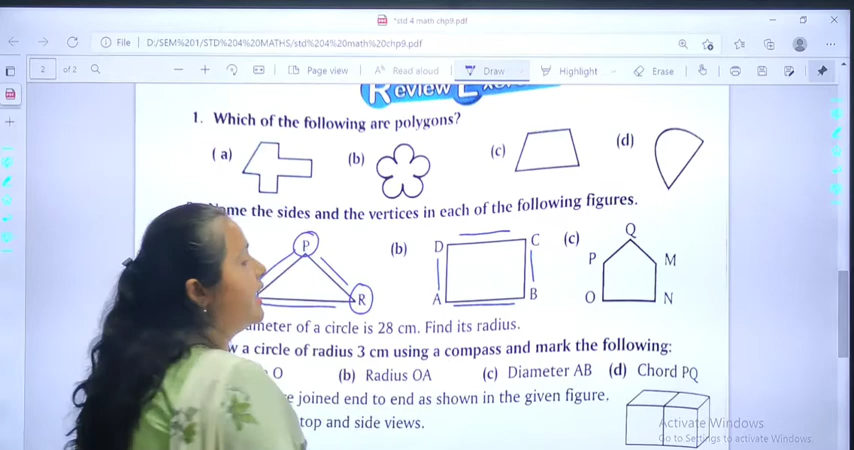 *std 4 math chp9.pdf
File | D:/SEM%201/STD%204%20MATHS/std%204%20math%20chp9.pdf
2 of 2 Page view Read aloud Draw Highlight Erase
Review
1. Which of the following are polygons?
(a) (b) (c) (d)
me the sides and the vertices in each of the following figures.
P R
(b) D C A B
(c) Q P M O N
ameter of a circle is 28 cm. Find its radius.
w a circle of radius 3 cm using a compass and mark the following:
O (b) Radius OA (c) Diameter AB (d) Chord PQ
e joined end to end as shown in the given figure.
top and side views.
Activate Windows
Go to Settings to activate Windows.